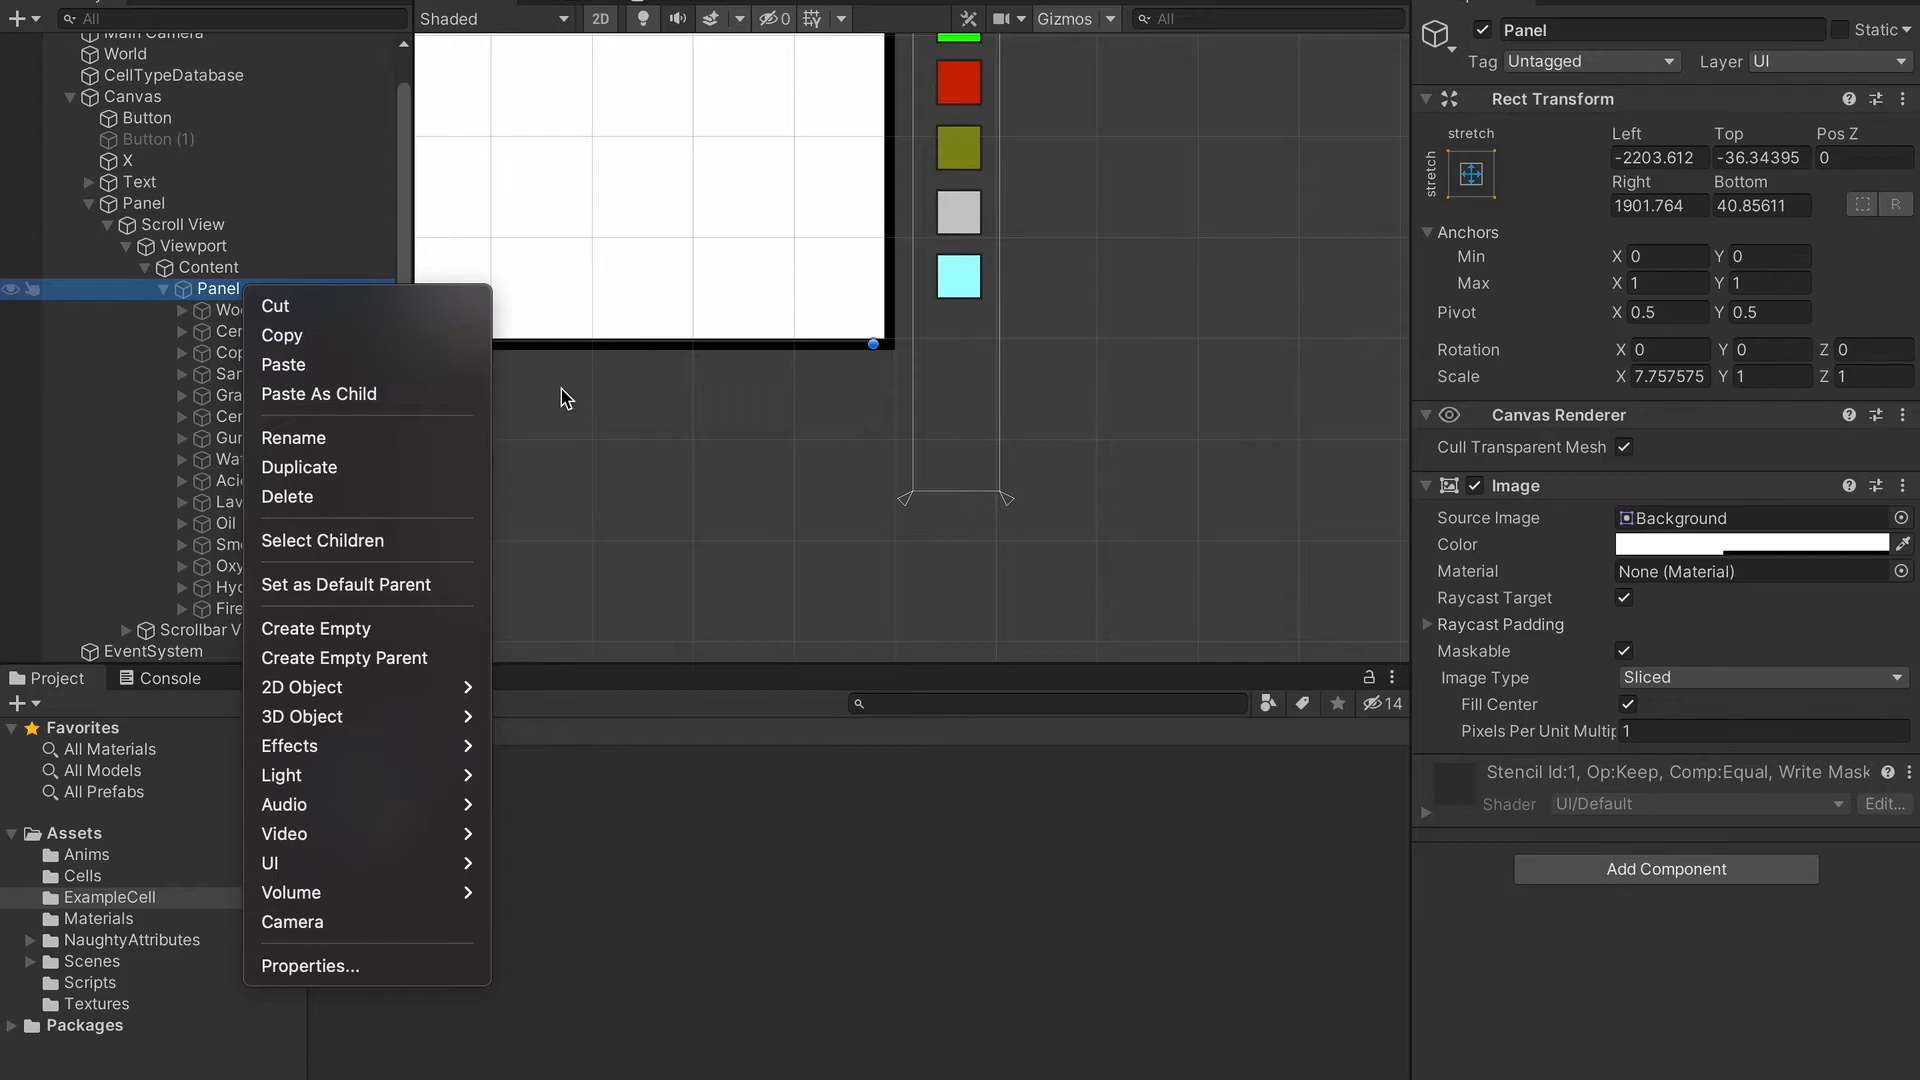 All
Main Camera
World
CellTypeDatabase
Canvas
Button
Button (1)
X
Text
Panel
Scroll View
Viewport
Content
Panel
Oil
Fire
Scrollbar V
EventSystem
Cut
Copy
Paste
Paste As Child
Rename
Duplicate
Delete
Select Children
Set as Default Parent
Create Empty
Create Empty Parent
2D Object
3D Object
Effects
Light
Audio
Video
UI
Volume
Camera
Properties...
Shaded
2D
0
Gizmos
All
Project
Console
14
Favorites
All Materials
All Models
All Prefabs
Assets
Anims
Cells
ExampleCell
Materials
NaughtyAttributes
Scenes
Scripts
Textures
Packages
Panel
Static
Tag Untagged Layer UI
Rect Transform
stretch
stretch
Left Top Pos Z
-2203.612 -36.34395 0
Right Bottom
1901.764 40.85611
R
Anchors
Min X 0 Y 0
Max X 1 Y 1
Pivot X 0.5 Y 0.5
Rotation X 0 Y 0 Z 0
Scale X 7.757575 Y 1 Z 1
Canvas Renderer
Cull Transparent Mesh
Image
Source Image Background
Color
Material None (Material)
Raycast Target
Raycast Padding
Maskable
Image Type Sliced
Fill Center
Pixels Per Unit Multip 1
Stencil Id:1, Op:Keep, Comp:Equal, Write Mask
Shader UI/Default Edit...
Add Component